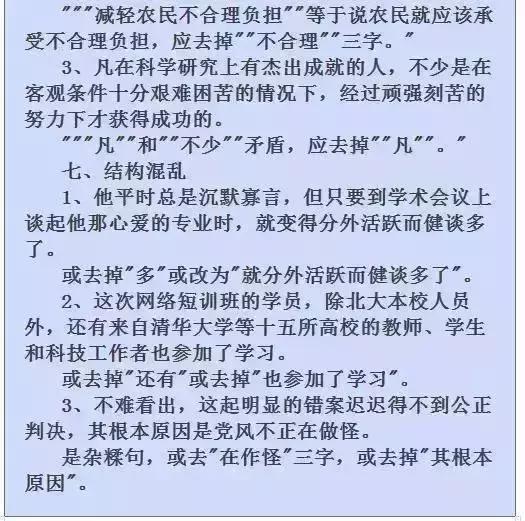 """减轻农民不合理负担""等于说农民就应该承
受不合理负担，应去掉""不合理""三字。"
3、凡在科学研究上有杰出成就的人，不少是在
客观条件十分艰难困苦的情况下，经过顽强刻苦的
努力下才获得成功的。
"""凡""和""不少""矛盾，应去掉""凡""。"
七、结构混乱
1、他平时总是沉默寡言，但只要到学术会议上
谈起他那心爱的专业时，就变得分外活跃而健谈多
了。
或去掉"多"或改为"就分外活跃而健谈多了"。
2、这次网络短训班的学员，除北大本校人员
外，还有来自清华大学等十五所高校的教师、学生
和科技工作者也参加了学习。
或去掉"还有"或去掉"也参加了学习"。
3、不难看出，这起明显的错案迟迟得不到公正
判决，其根本原因是党风不正在做怪。
是杂糅句，或去"在作怪"三字，或去掉"其根本
原因"。